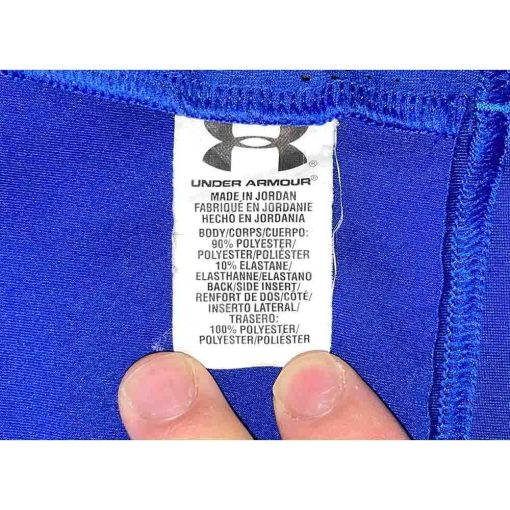 UNDER ARMOUR®
MADE IN JORDAN
FABRIQUÉ EN JORDANIE
HECHO EN JORDANIA
BODY/CORPS/CUERPO:
90% POLYESTER/
POLYESTER/POLIÉSTER
10% ELASTANE/
ELASTHANNE/ELASTANO
BACK/SIDE INSERT/
RENFORT DE DOS/CÔTÉ/
INSERTO LATERAL/
TRASERO:
100% POLYESTER/
POLYESTER/POLIÉSTER